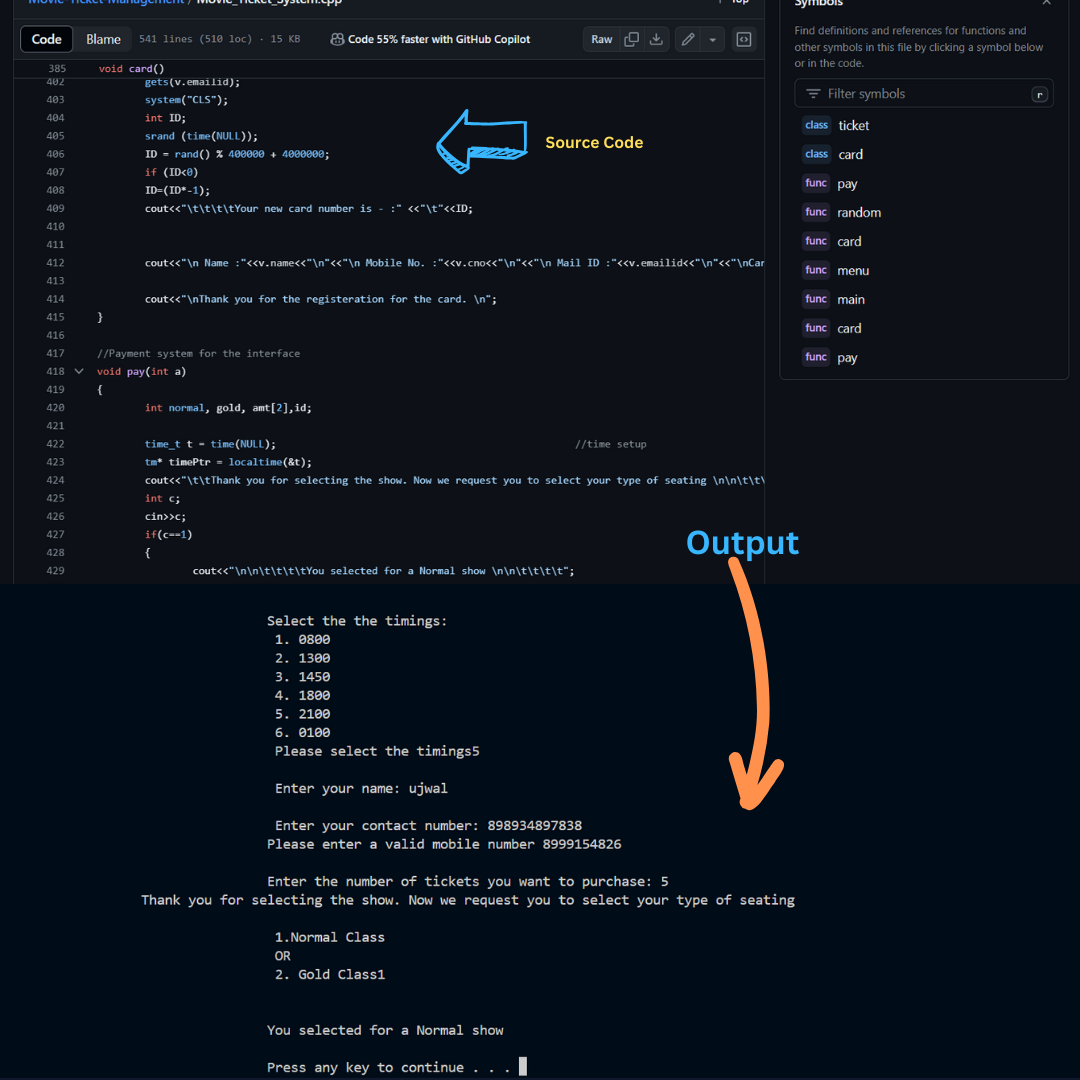 Movie-Ticket-Management / Movie_Ticket_System.cpp
Top
Code Blame 541 lines (510 loc) · 15 KB Code 55% faster with GitHub Copilot Raw
385 void card()
402 gets(v.emailid);
403 system("CLS");
404 int ID;
405 srand (time(NULL));
406 ID = rand() % 400000 + 4000000;
407 if (ID<0)
408 ID=(ID*-1);
409 cout<<"\t\t\t\tYour new card number is - :" <<"\t"<<ID;
410
411
412 cout<<"\n Name :"<<v.name<<"\n"<<"\n Mobile No. :"<<v.cno<<"\n"<<"\n Mail ID :"<<v.emailid<<"\n"<<"\nCar
413
414 cout<<"\nThank you for the registeration for the card. \n";
415 }
416
417 //Payment system for the interface
418 void pay(int a)
419 {
420 int normal, gold, amt[2],id;
421
422 time_t t = time(NULL); //time setup
423 tm* timePtr = localtime(&t);
424 cout<<"\t\tThank you for selecting the show. Now we request you to select your type of seating \n\n\t\t\
425 int c;
426 cin>>c;
427 if(c==1)
428 {
429 cout<<"\n\n\t\t\t\tYou selected for a Normal show \n\n\t\t\t\t";
Source Code
Symbols
Find definitions and references for functions and
other symbols in this file by clicking a symbol below
or in the code.
Filter symbols r
class ticket
class card
func pay
func random
func card
func menu
func main
func card
func pay
Output
Select the the timings:
1. 0800
2. 1300
3. 1450
4. 1800
5. 2100
6. 0100
Please select the timings5
Enter your name: ujwal
Enter your contact number: 898934897838
Please enter a valid mobile number 8999154826
Enter the number of tickets you want to purchase: 5
Thank you for selecting the show. Now we request you to select your type of seating
1.Normal Class
OR
2. Gold Class1
You selected for a Normal show
Press any key to continue . . .